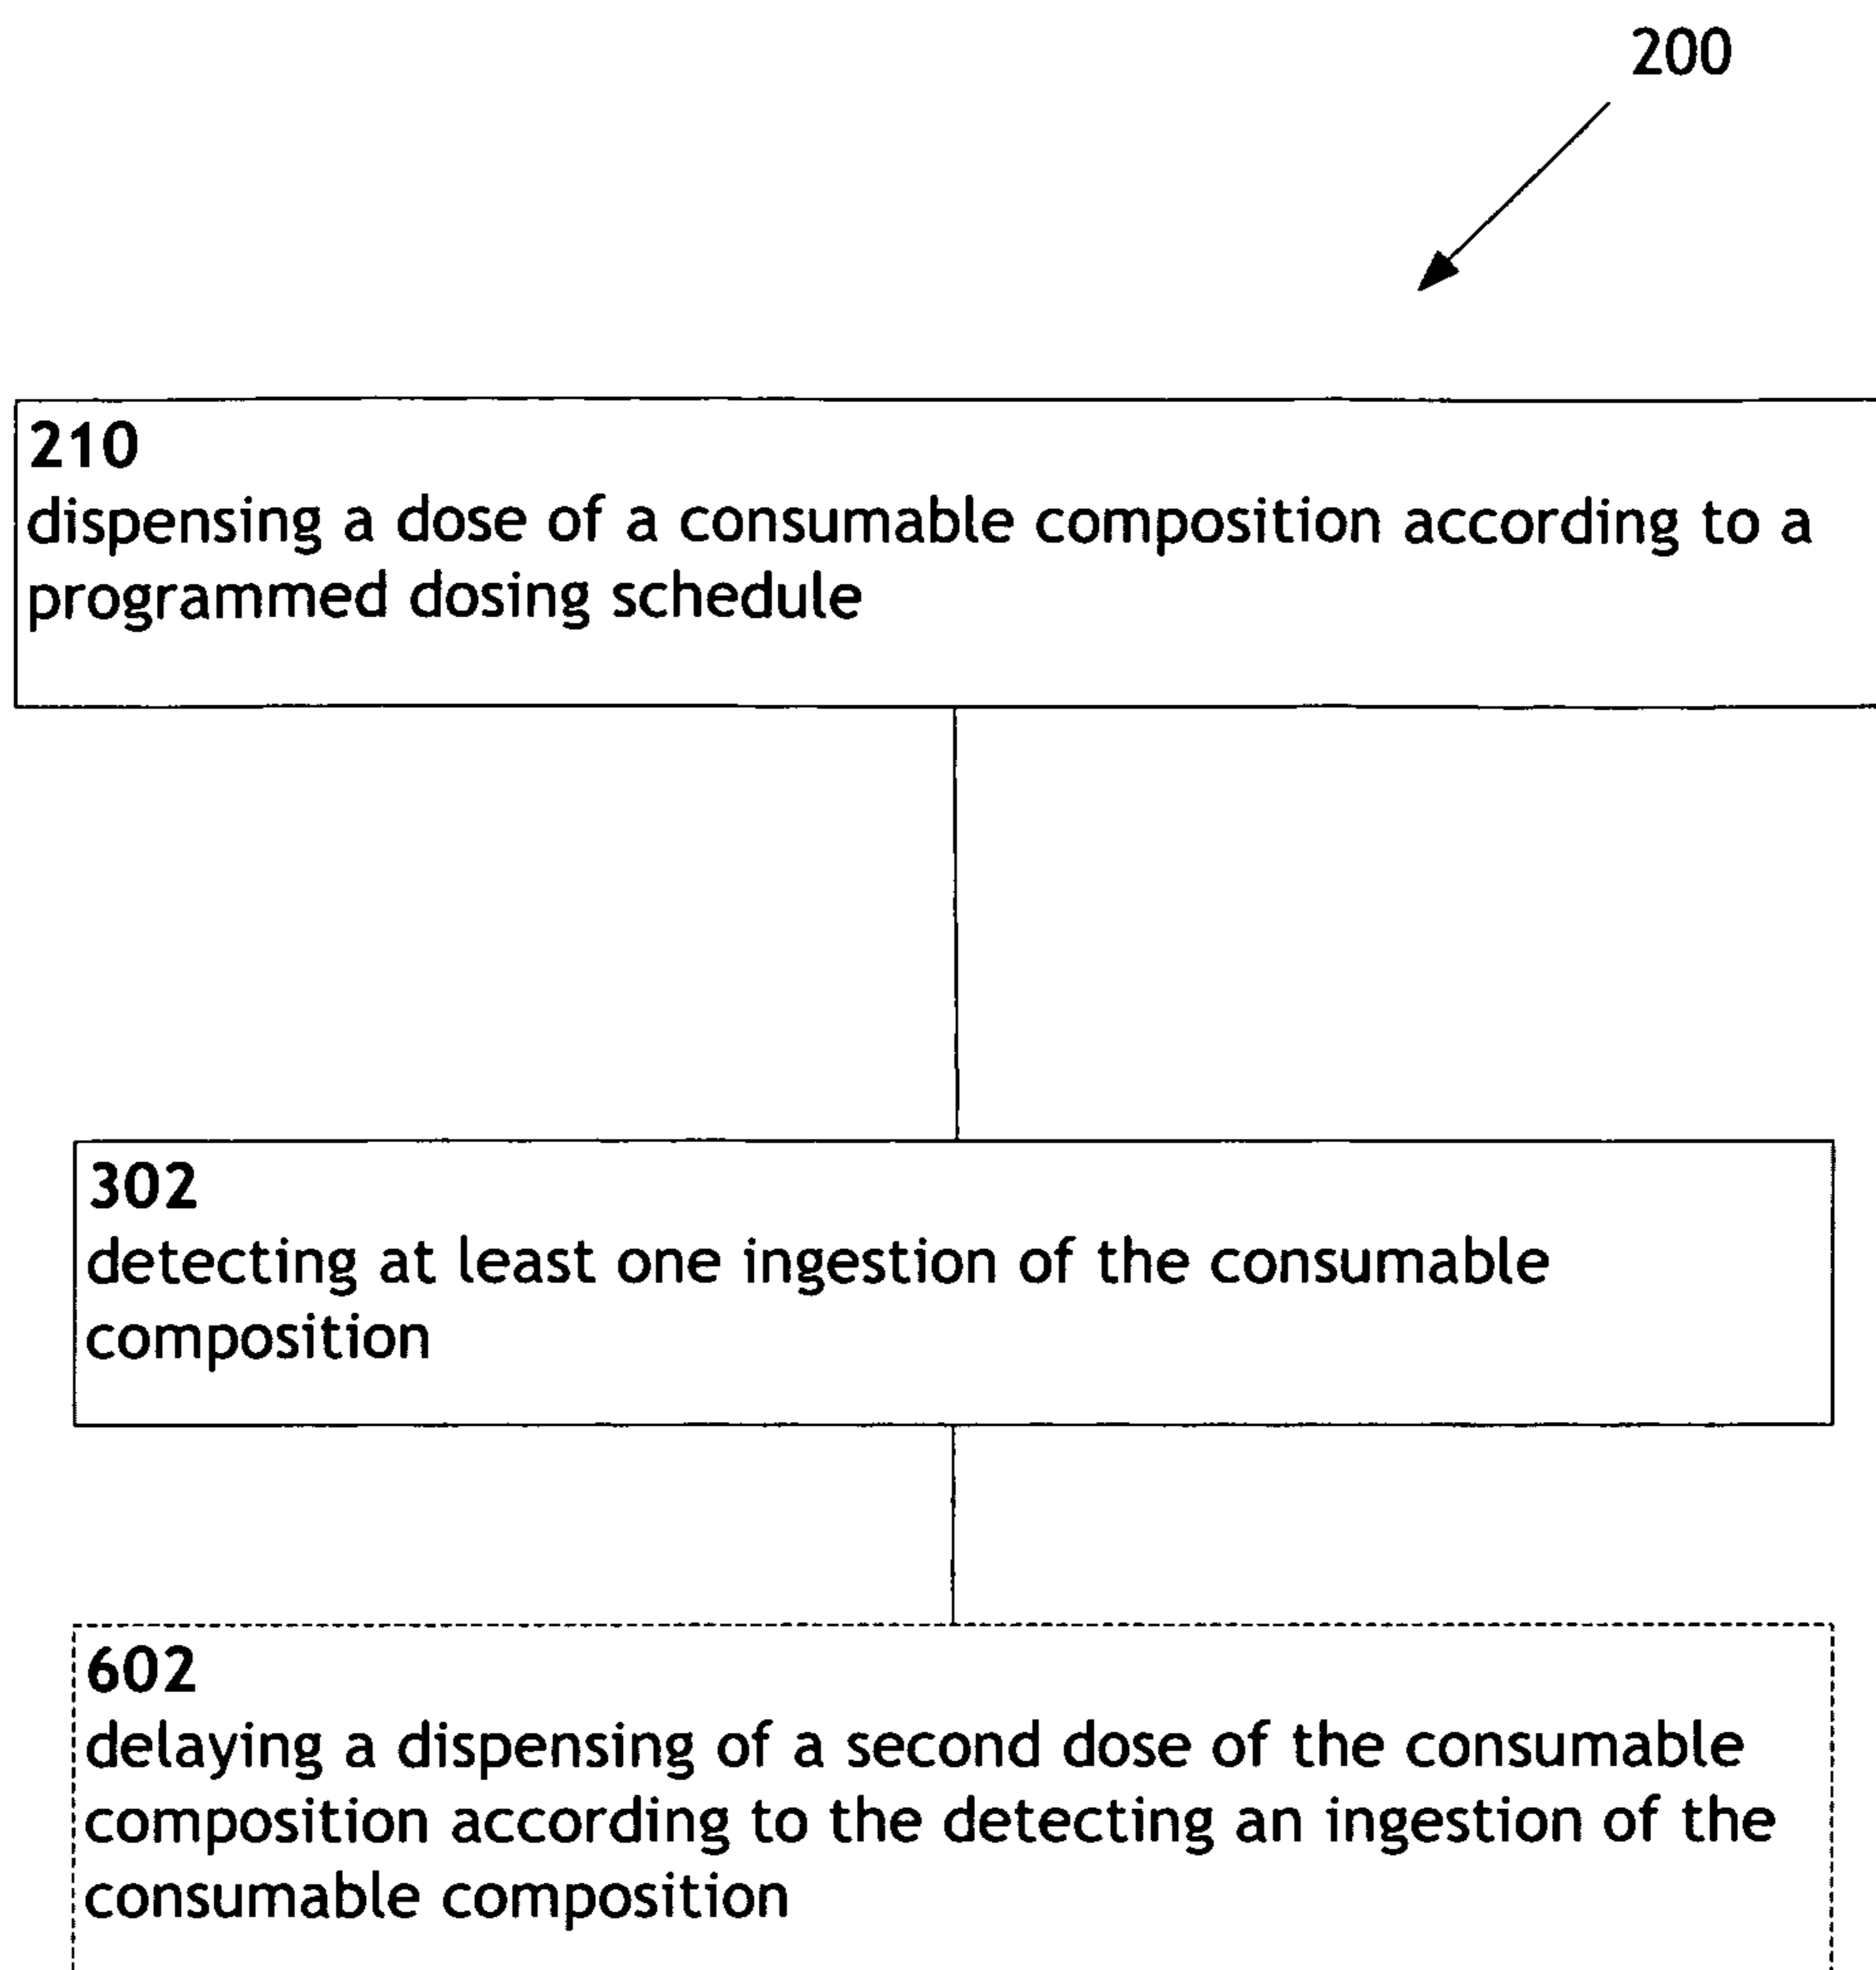 200
210
dispensing a dose of a consumable composition according to a
programmed dosing schedule
302
detecting at least one ingestion of the consumable
composition
602
delaying a dispensing of a second dose of the consumable
composition according to the detecting an ingestion of the
consumable composition